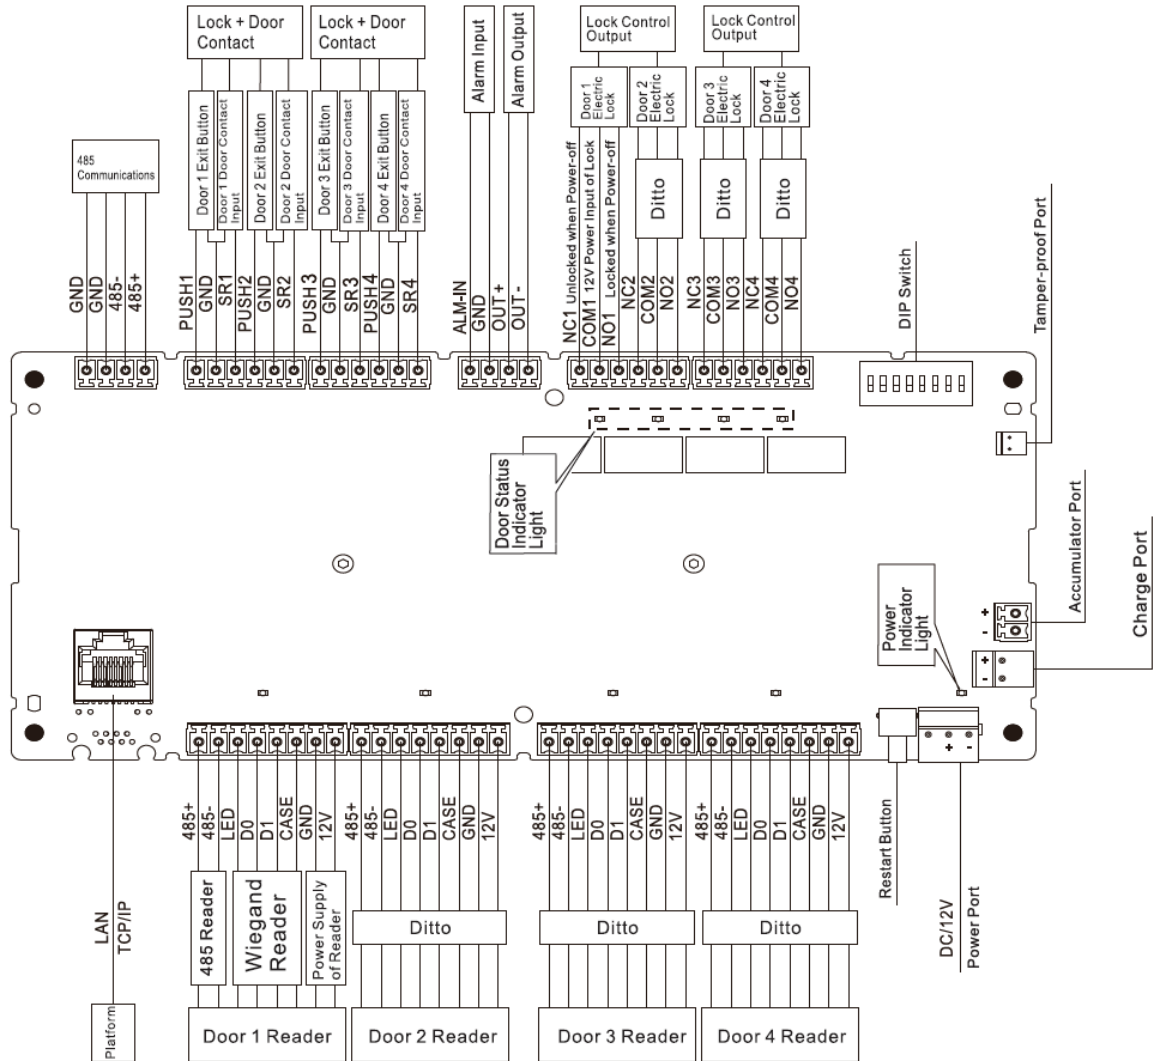 Lock + Door
Contact
Lock + Door
Contact
Alarm Input
Alarm Output
Lock Control
Output
Lock Control
Output
Door 1
Electric
Lock
Door 2
Electric
Lock
Door 3
Electric
Lock
Door 4
Electric
Lock
485
Communications
Door 1 Exit Button
Door 1 Door Contact
Input
Door 2 Exit Button
Door 2 Door Contact
Input
Door 3 Exit Button
Door 3 Door Contact
Input
Door 4 Exit Button
Door 4 Door Contact
Input
Ditto
Ditto
Ditto
GND
GND
485-
485+
PUSH1
GND
SR1
PUSH2
GND
SR2
PUSH3
GND
SR3
PUSH4
GND
SR4
ALM-IN
GND
OUT+
OUT-
NC1 Unlocked when Power-off
COM1 12V Power Input of Lock
NO1 Locked when Power-off
NC2
COM2
NO2
NC3
COM3
NO3
NC4
COM4
NO4
DIP Switch
Tamper-proof Port
Door Status
Indicator
Light
Accumulator Port
+
-
Charge Port
+
-
Power
Indicator
Light
+ -
485+
485-
LED
D0
D1
CASE
GND
12V
485+
485-
LED
D0
D1
CASE
GND
12V
485+
485-
LED
D0
D1
CASE
GND
12V
485+
485-
LED
D0
D1
CASE
GND
12V
Restart Button
DC/12V
Power Port
LAN
TCP/IP
485 Reader
Wiegand
Reader
Power Supply
of Reader
Ditto
Ditto
Ditto
Platform
Door 1 Reader
Door 2 Reader
Door 3 Reader
Door 4 Reader